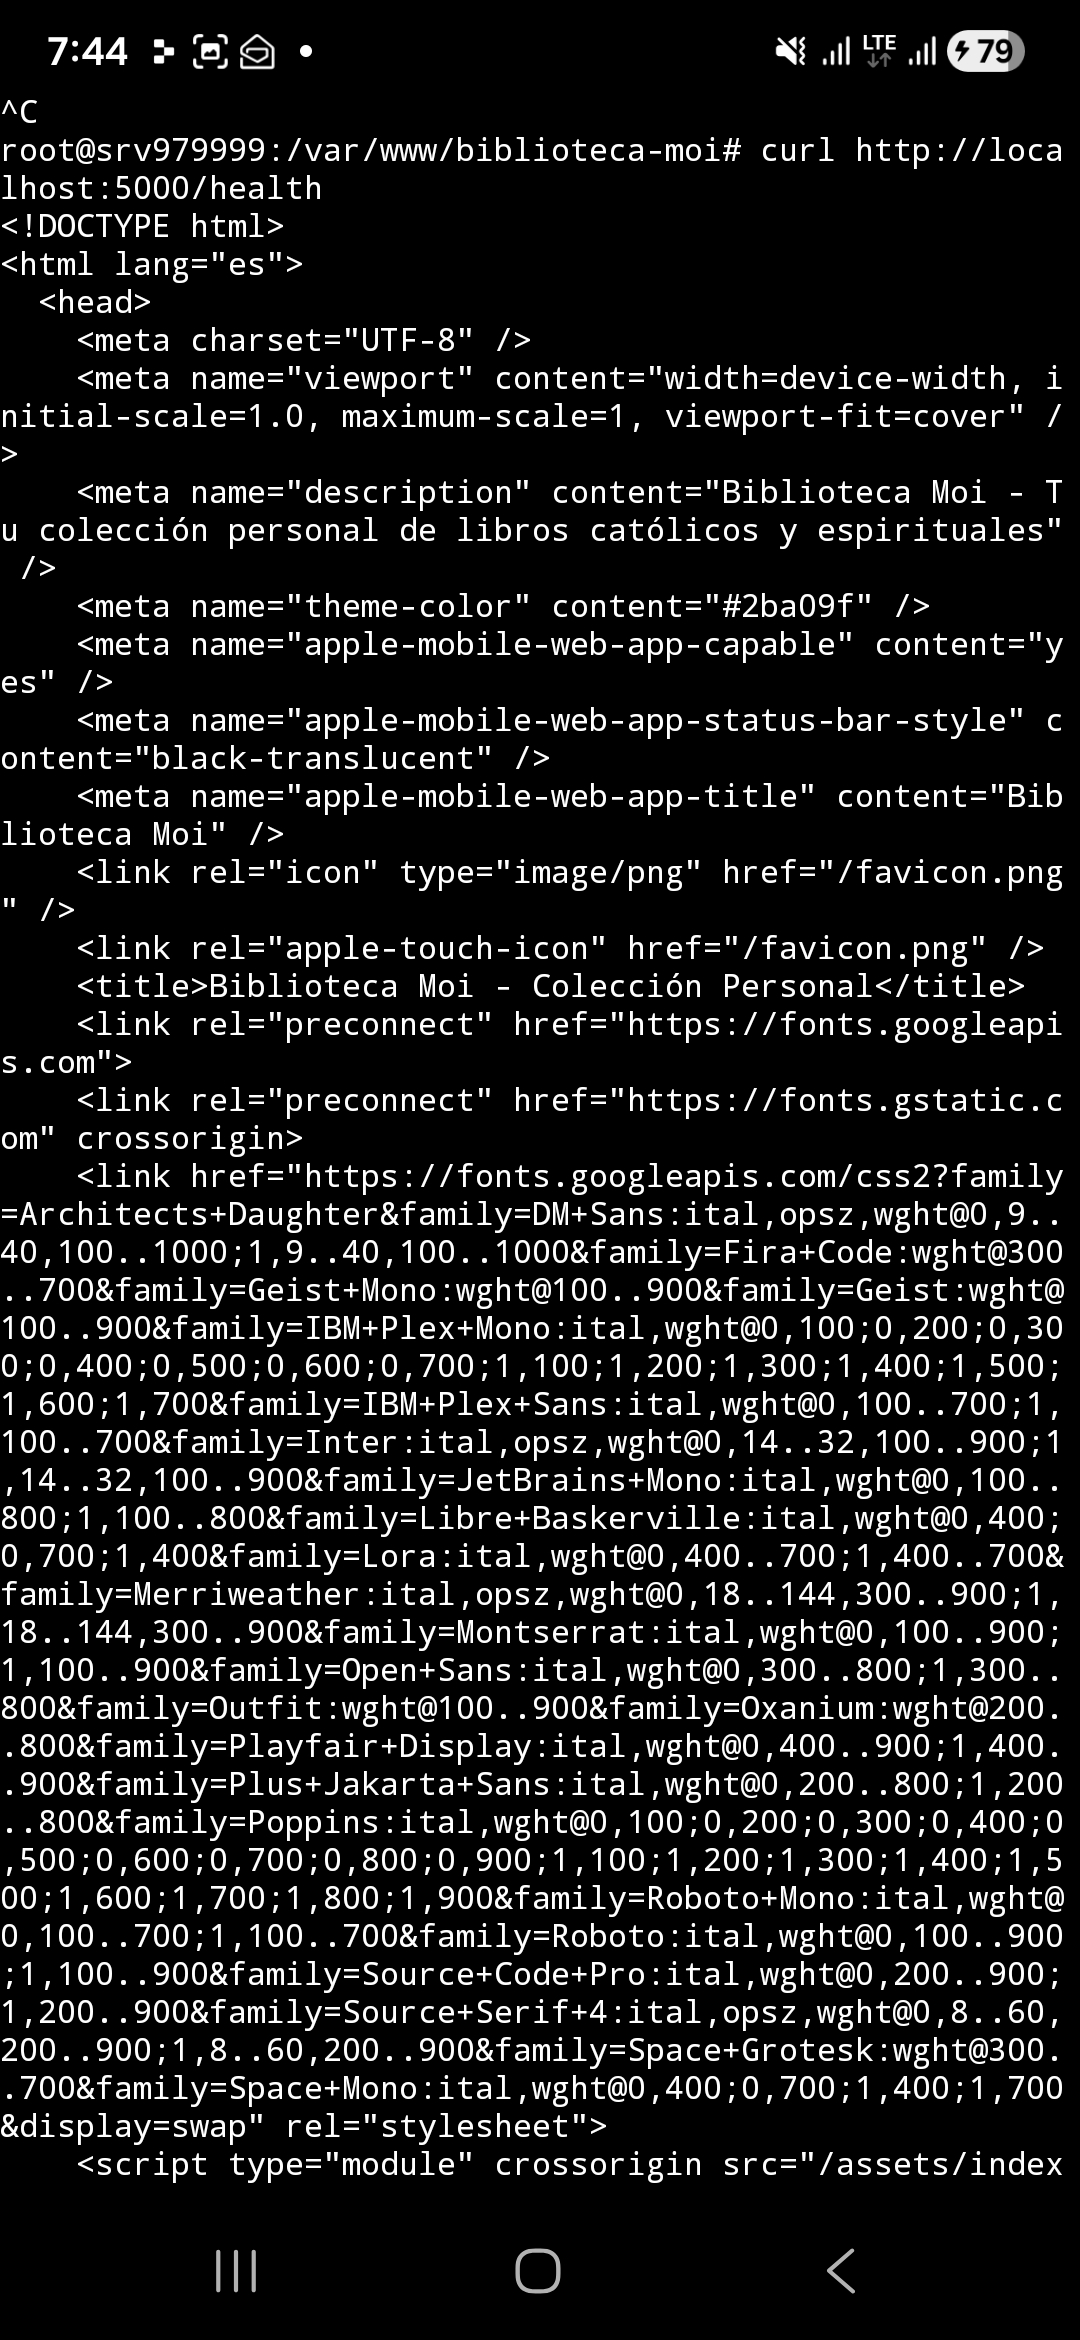 7:44
LTE
79
^C
root@srv979999:/var/www/biblioteca-moi# curl http://loca
lhost:5000/health
<!DOCTYPE html>
<html lang="es">
  <head>
    <meta charset="UTF-8" />
    <meta name="viewport" content="width=device-width, i
nitial-scale=1.0, maximum-scale=1, viewport-fit=cover" /
>
    <meta name="description" content="Biblioteca Moi - T
u colección personal de libros católicos y espirituales"
 />
    <meta name="theme-color" content="#2ba09f" />
    <meta name="apple-mobile-web-app-capable" content="y
es" />
    <meta name="apple-mobile-web-app-status-bar-style" c
ontent="black-translucent" />
    <meta name="apple-mobile-web-app-title" content="Bib
lioteca Moi" />
    <link rel="icon" type="image/png" href="/favicon.png
" />
    <link rel="apple-touch-icon" href="/favicon.png" />
    <title>Biblioteca Moi - Colección Personal</title>
    <link rel="preconnect" href="https://fonts.googleapi
s.com">
    <link rel="preconnect" href="https://fonts.gstatic.c
om" crossorigin>
    <link href="https://fonts.googleapis.com/css2?family
=Architects+Daughter&family=DM+Sans:ital,opsz,wght@0,9..
40,100..1000;1,9..40,100..1000&family=Fira+Code:wght@300
..700&family=Geist+Mono:wght@100..900&family=Geist:wght@
100..900&family=IBM+Plex+Mono:ital,wght@0,100;0,200;0,30
0;0,400;0,500;0,600;0,700;1,100;1,200;1,300;1,400;1,500;
1,600;1,700&family=IBM+Plex+Sans:ital,wght@0,100..700;1,
100..700&family=Inter:ital,opsz,wght@0,14..32,100..900;1
,14..32,100..900&family=JetBrains+Mono:ital,wght@0,100..
800;1,100..800&family=Libre+Baskerville:ital,wght@0,400;
0,700;1,400&family=Lora:ital,wght@0,400..700;1,400..700&
family=Merriweather:ital,opsz,wght@0,18..144,300..900;1,
18..144,300..900&family=Montserrat:ital,wght@0,100..900;
1,100..900&family=Open+Sans:ital,wght@0,300..800;1,300..
800&family=Outfit:wght@100..900&family=Oxanium:wght@200.
.800&family=Playfair+Display:ital,wght@0,400..900;1,400.
.900&family=Plus+Jakarta+Sans:ital,wght@0,200..800;1,200
..800&family=Poppins:ital,wght@0,100;0,200;0,300;0,400;0
,500;0,600;0,700;0,800;0,900;1,100;1,200;1,300;1,400;1,5
00;1,600;1,700;1,800;1,900&family=Roboto+Mono:ital,wght@
0,100..700;1,100..700&family=Roboto:ital,wght@0,100..900
;1,100..900&family=Source+Code+Pro:ital,wght@0,200..900;
1,200..900&family=Source+Serif+4:ital,opsz,wght@0,8..60,
200..900;1,8..60,200..900&family=Space+Grotesk:wght@300.
.700&family=Space+Mono:ital,wght@0,400;0,700;1,400;1,700
&display=swap" rel="stylesheet">
    <script type="module" crossorigin src="/assets/index